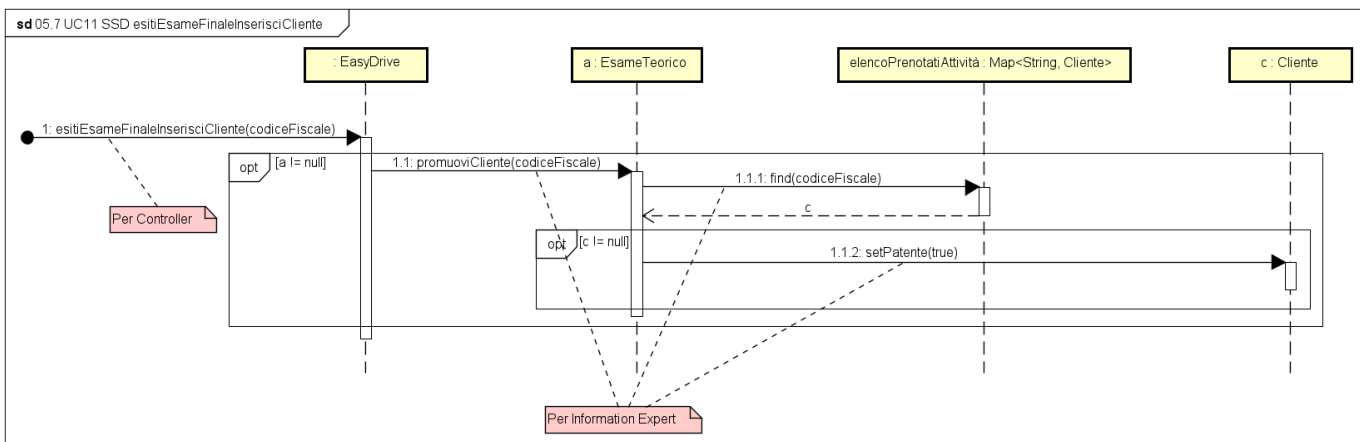 sd 05.7 UC11 SSD esitiEsameFinaleInserisciCliente
: EasyDrive
a : EsameTeorico
elencoPrenotatiAttività : Map<String, Cliente>
c : Cliente
1: esitiEsameFinaleInserisciCliente(codiceFiscale)
opt
[a != null]
1.1: promuoviCliente(codiceFiscale)
1.1.1: find(codiceFiscale)
c
Per Controller
opt
[c != null]
1.1.2: setPatente(true)
Per Information Expert